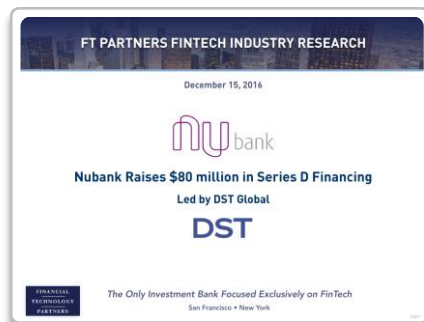 FT PARTNERS FINTECH INDUSTRY RESEARCH
December 15, 2016
nubank
Nubank Raises $80 million in Series D Financing
Led by DST Global
DST
FINANCIAL
TECHNOLOGY
PARTNERS
The Only Investment Bank Focused Exclusively on FinTech
San Francisco • New York